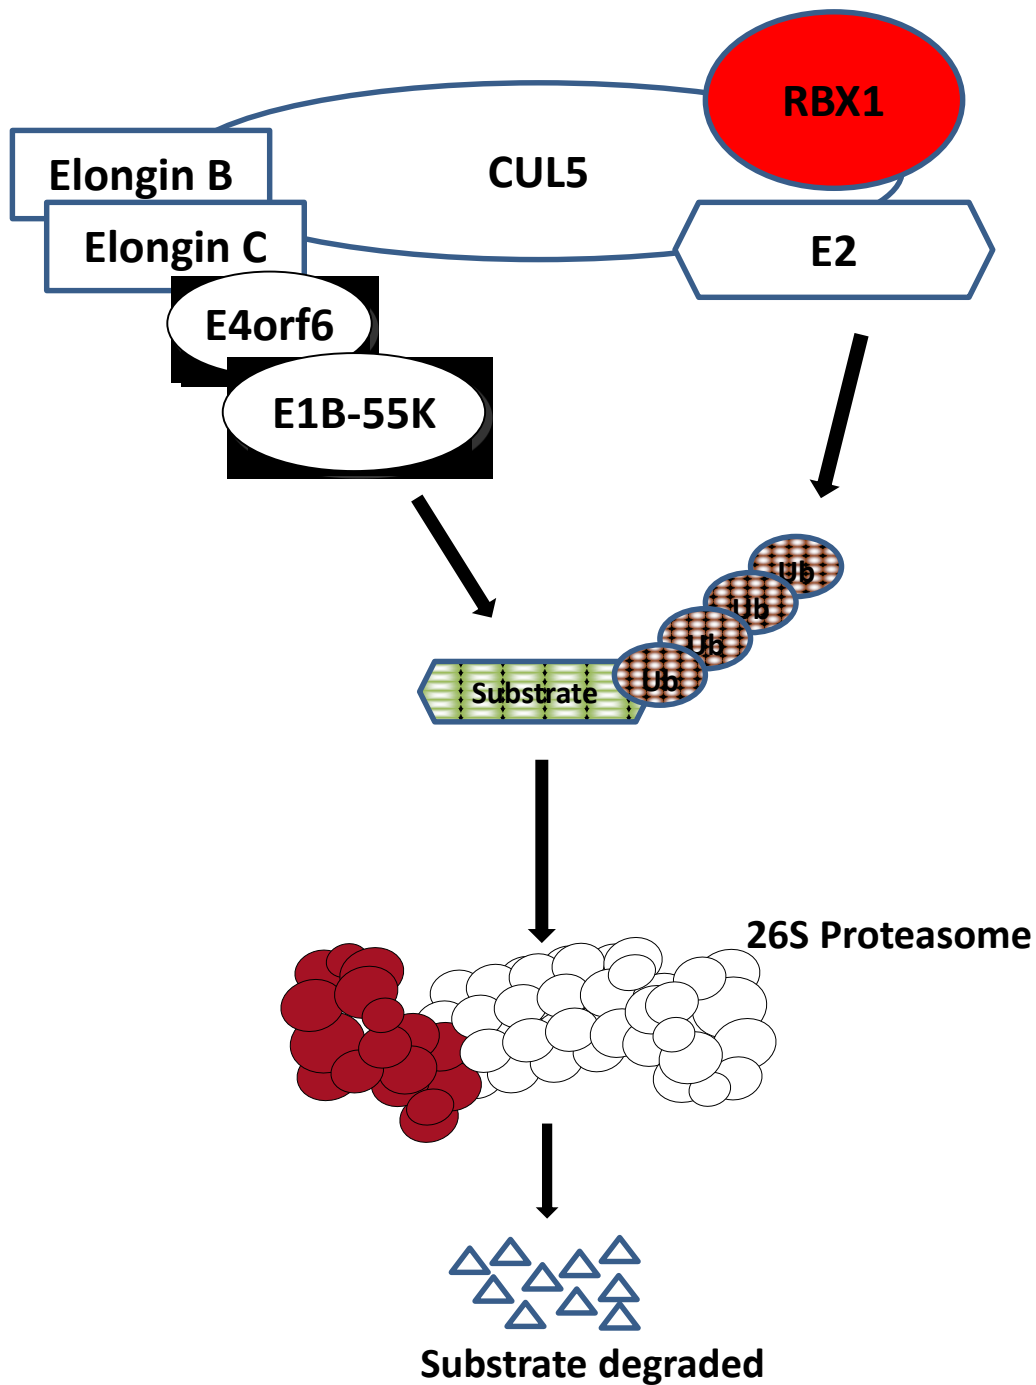 RBX1
CUL5
Elongin B
Elongin C
E2
E4orf6
E1B-55K
Ub
Ub
Ub
Ub
Substrate
26S Proteasome
Substrate degraded